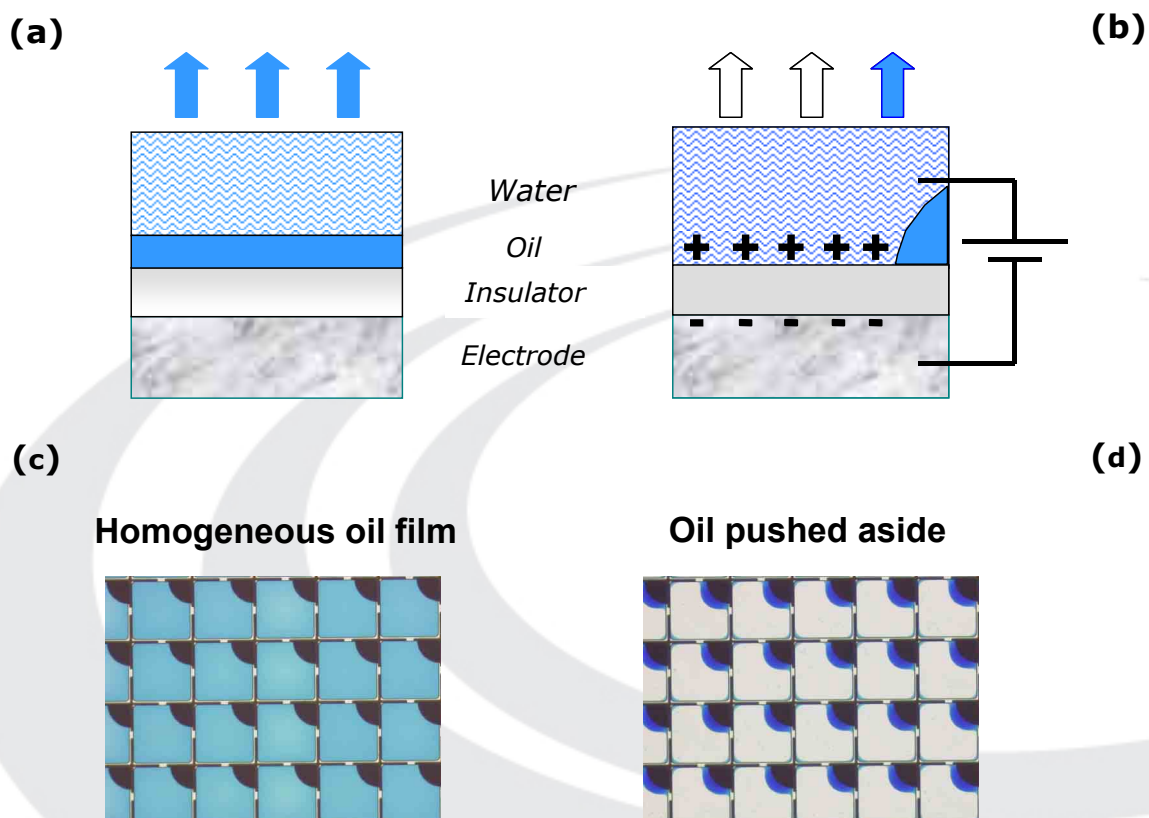 (a)
(b)
Water
Oil
Insulator
Electrode
+ + + + +
- - - - -
(c)
(d)
Homogeneous oil film
Oil pushed aside